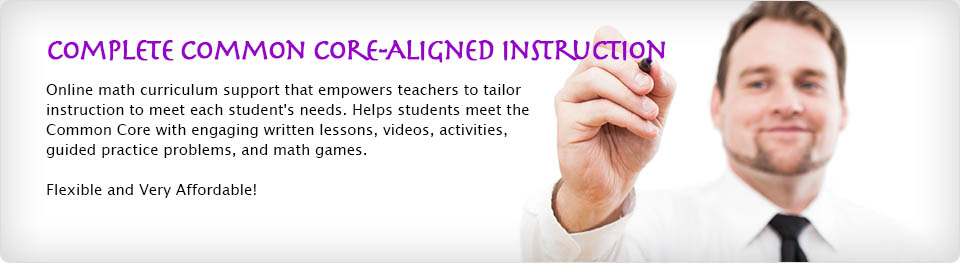 COMPLETE COMMON CORE-ALIGNED INSTRUCTION
Online math curriculum support that empowers teachers to tailor
instruction to meet each student's needs. Helps students meet the
Common Core with engaging written lessons, videos, activities,
guided practice problems, and math games.
Flexible and Very Affordable!